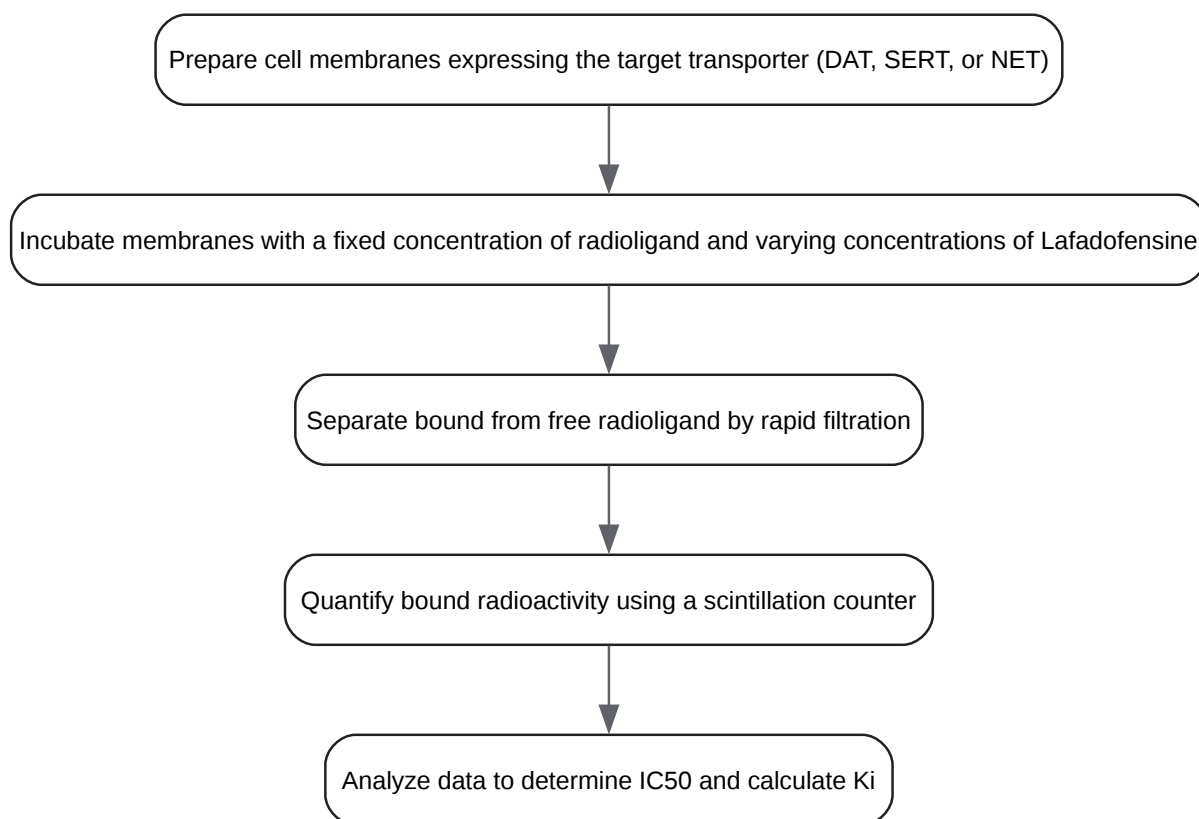 Prepare cell membranes expressing the target transporter (DAT, SERT, or NET)
Incubate membranes with a fixed concentration of radioligand and varying concentrations of Lafadofensine
Separate bound from free radioligand by rapid filtration
Quantify bound radioactivity using a scintillation counter
Analyze data to determine IC50 and calculate Ki